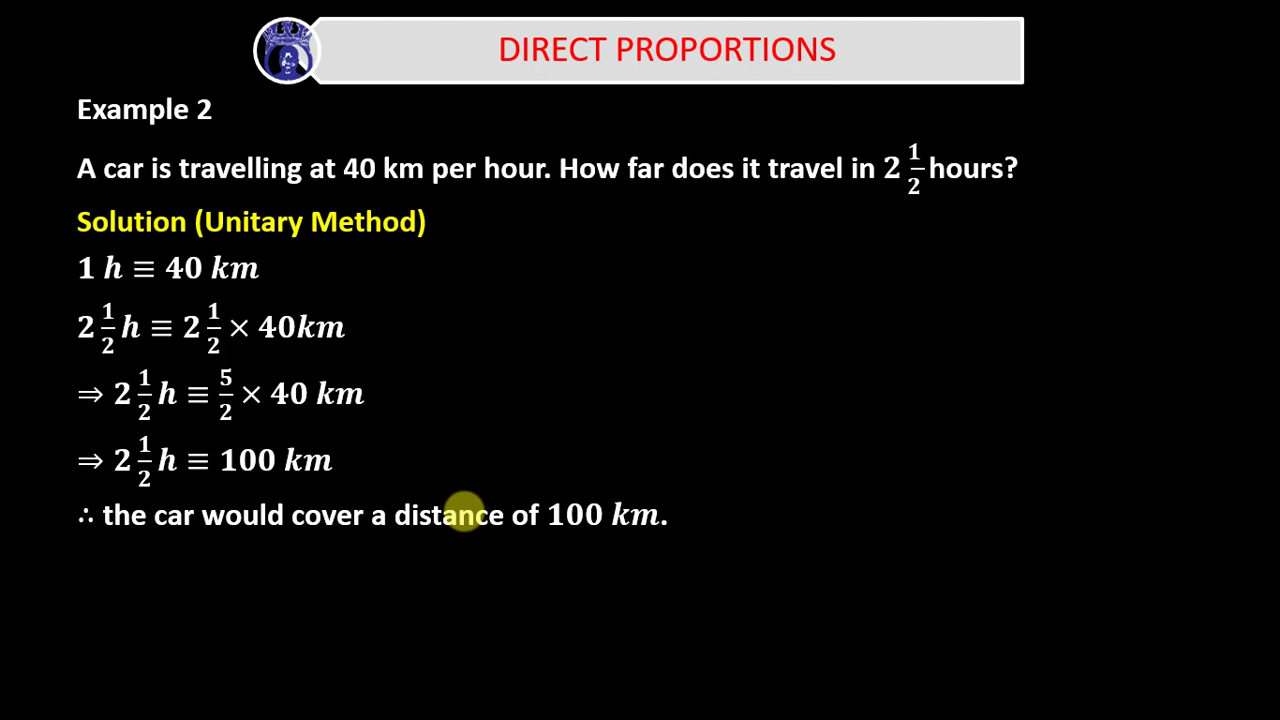 DIRECT PROPORTIONS
Example 2
A car is travelling at 40 km per hour. How far does it travel in 2 1/2 hours?
Solution (Unitary Method)
1 h ≡ 40 km
2 1/2 h ≡ 2 1/2 × 40km
⇒ 2 1/2 h ≡ 5/2 × 40 km
⇒ 2 1/2 h ≡ 100 km
∴ the car would cover a distance of 100 km.